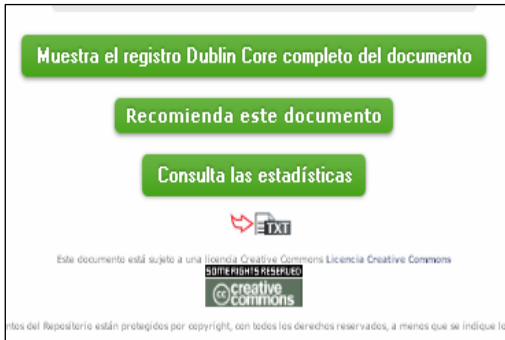 Muestra el registro Dublin Core completo del documento
Recomienda este documento
Consulta las estadísticas
TXT
Este documento está sujeto a una licencia Creative Commons Licencia Creative Commons
SOME RIGHTS RESERVED
cc creative commons
ntos del Repositorio están protegidos por copyright, con todos los derechos reservados, a menos que se indique lo